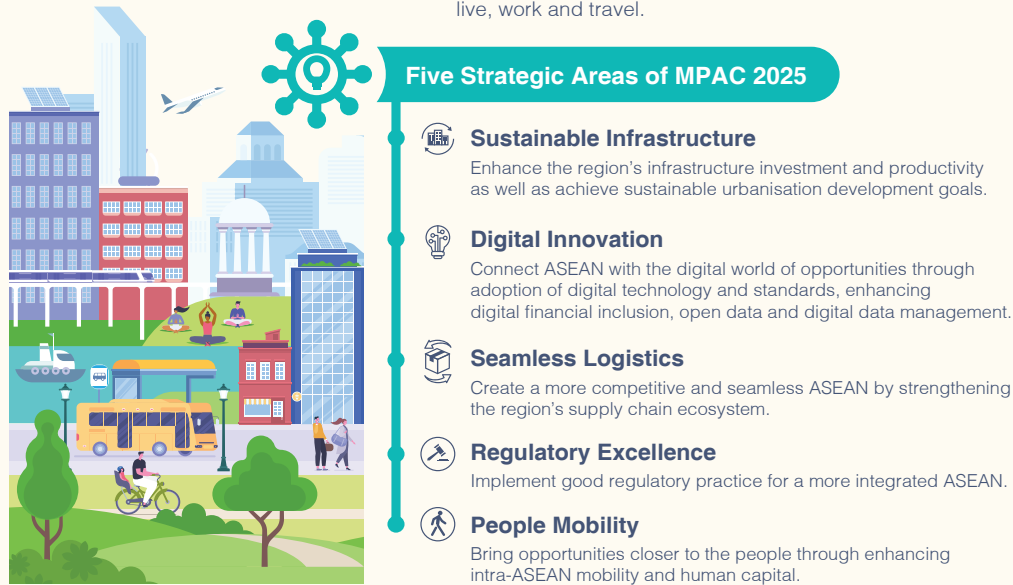 live, work and travel.
Five Strategic Areas of MPAC 2025
Sustainable Infrastructure
Enhance the region's infrastructure investment and productivity
as well as achieve sustainable urbanisation development goals.
Digital Innovation
Connect ASEAN with the digital world of opportunities through
adoption of digital technology and standards, enhancing
digital financial inclusion, open data and digital data management.
Seamless Logistics
Create a more competitive and seamless ASEAN by strengthening
the region's supply chain ecosystem.
Regulatory Excellence
Implement good regulatory practice for a more integrated ASEAN.
People Mobility
Bring opportunities closer to the people through enhancing
intra-ASEAN mobility and human capital.